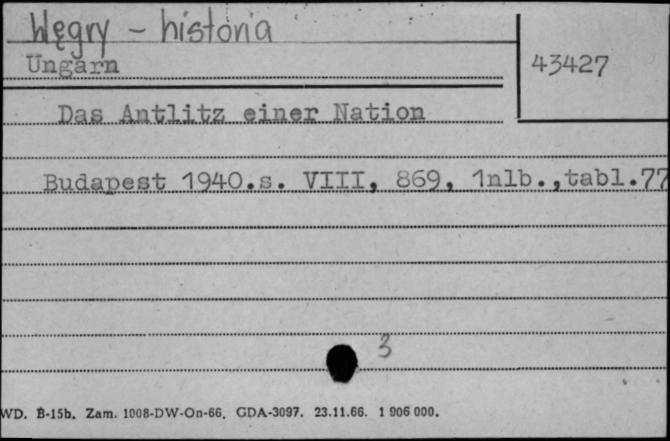 Węgry - historia
Ungarn
43427
Das Antlitz einer Nation
Budapest 1940.s. VIII, 869, 1nlb.,tabl.77
3
WD. B-15b. Zam. 1008-DW-On-66. GDA-3097. 23.11.66. 1 906 000.